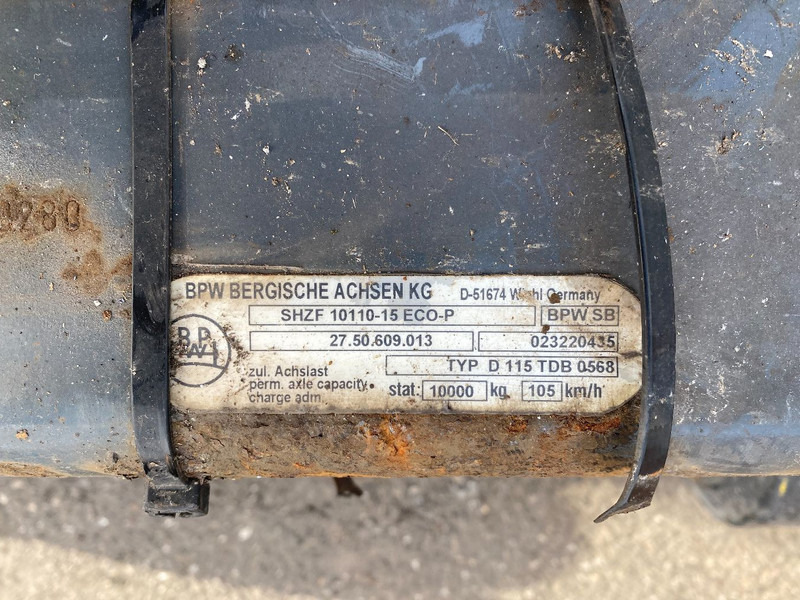 BPW BERGISCHE ACHSEN KG D-51674 Wiehl Germany
SHZF 10110-15 ECO-P BPW SB
BPW
27.50.609.013 023220435
TYP D 115 TDB 0568
zul. Achslast
perm. axle capacity stat: 10000 kg 105 km/h
charge adm.
0280